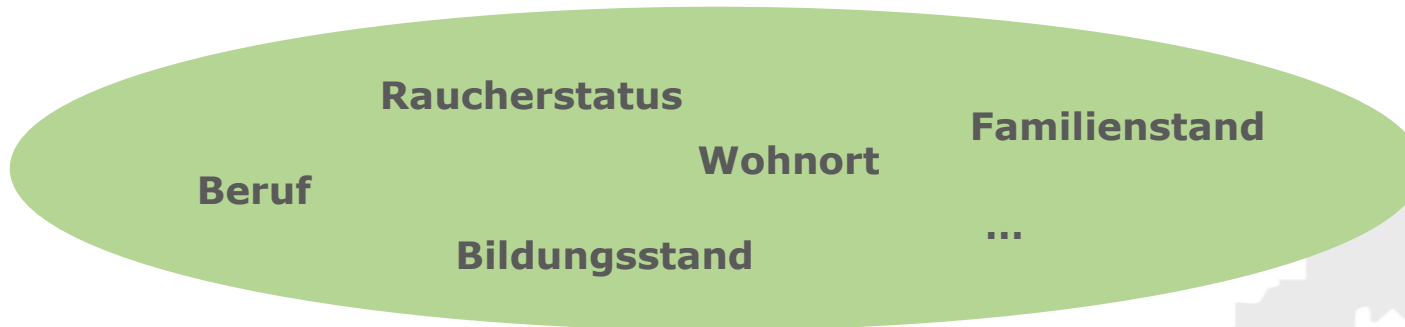 Raucherstatus
Familienstand
Wohnort
Beruf
...
Bildungsstand